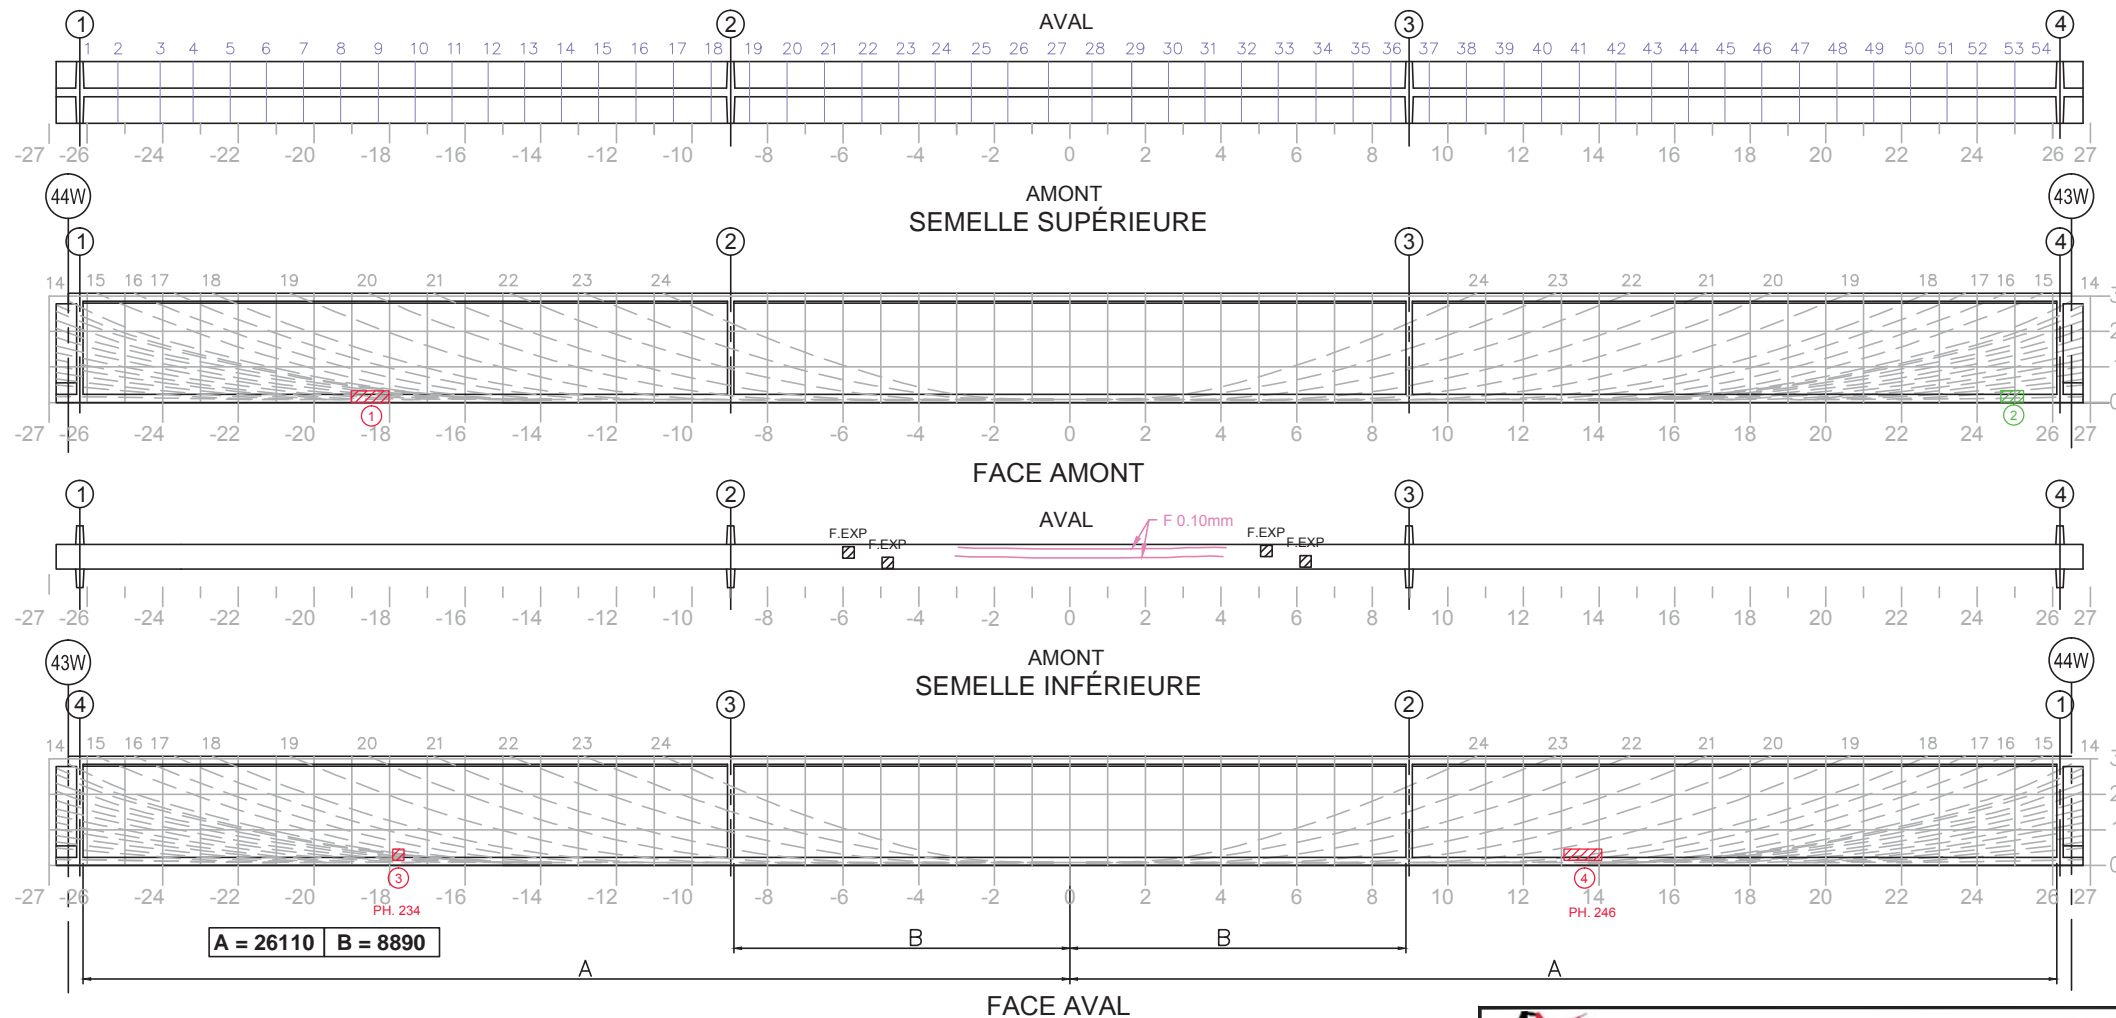 AVAL
1 2 3 4
1 2 3 4 5 6 7 8 9 10 11 12 13 14 15 16 17 18 19 20 21 22 23 24 25 26 27 28 29 30 31 32 33 34 35 36 37 38 39 40 41 42 43 44 45 46 47 48 49 50 51 52 53 54
-27 -26 -24 -22 -20 -18 -16 -14 -12 -10 -8 -6 -4 -2 0 2 4 6 8 10 12 14 16 18 20 22 24 26 27
44W AMONT 43W
SEMELLE SUPÉRIEURE
1 2 3 4
14 15 16 17 18 19 20 21 22 23 24 24 23 22 21 20 19 18 17 16 15 14
3
2
1 2
0
-27 -26 -24 -22 -20 -18 -16 -14 -12 -10 -8 -6 -4 -2 0 2 4 6 8 10 12 14 16 18 20 22 24 26 27
FACE AMONT
1 2 3 4
AVAL F 0.10mm
F.EXP F.EXP F.EXP F.EXP
-27 -26 -24 -22 -20 -18 -16 -14 -12 -10 -8 -6 -4 -2 0 2 4 6 8 10 12 14 16 18 20 22 24 26 27
43W AMONT 44W
SEMELLE INFÉRIEURE
4 3 2 1
14 15 16 17 18 19 20 21 22 23 24 24 23 22 21 20 19 18 17 16 15 14
3
2
0
3 4
-27 -26 -24 -22 -20 -18 -16 -14 -12 -10 -8 -6 -4 -2 0 2 4 6 8 10 12 14 16 18 20 22 24 26 27
PH. 234 PH. 246
A = 26110 B = 8890
B B
A A
FACE AVAL